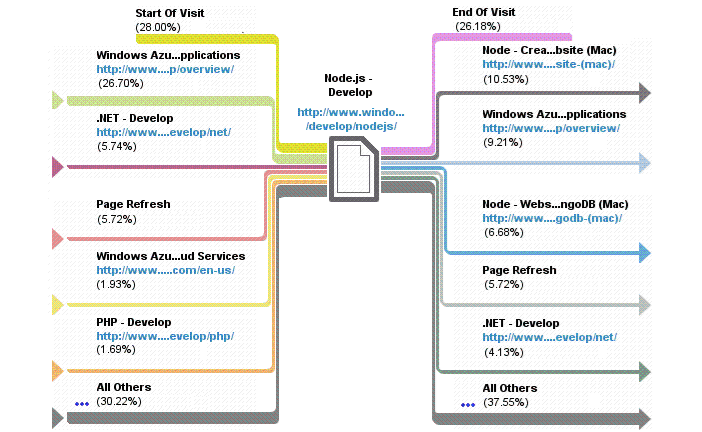 Start Of Visit
(28.00%)
Windows Azu...pplications
http://www....p/overview/
(26.70%)
.NET - Develop
http://www....evelop/net/
(5.74%)
Page Refresh
(5.72%)
Windows Azu...ud Services
http://www.....com/en-us/
(1.93%)
PHP - Develop
http://www....evelop/php/
(1.69%)
All Others
(30.22%)
Node.js -
Develop
http://www.windo...
/develop/nodejs/
End Of Visit
(26.18%)
Node - Crea...bsite (Mac)
http://www....site-(mac)/
(10.53%)
Windows Azu...pplications
http://www....p/overview/
(9.21%)
Node - Webs...ngoDB (Mac)
http://www....godb-(mac)/
(6.68%)
Page Refresh
(5.72%)
.NET - Develop
http://www....evelop/net/
(4.13%)
All Others
(37.55%)